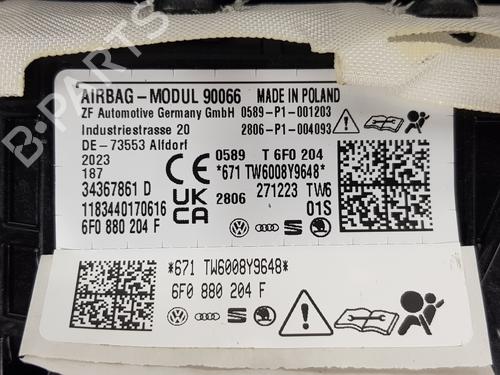 AIRBAG-MODUL 90066 MADE IN POLAND
ZF Automotive Germany GmbH 0589-P1-001203
Industriestrasse 20 2806-P1-004093
DE-73553 Alfdorf
2023 0589 T 6F0 204
187 *671 TW6008Y9648*
34367861 D 2806 271223 TW6
1183440170616 01S
6F0 880 204 F
CE
UK
CA
*671 TW6008Y9648*
6F0 880 204 F
B-PARTS